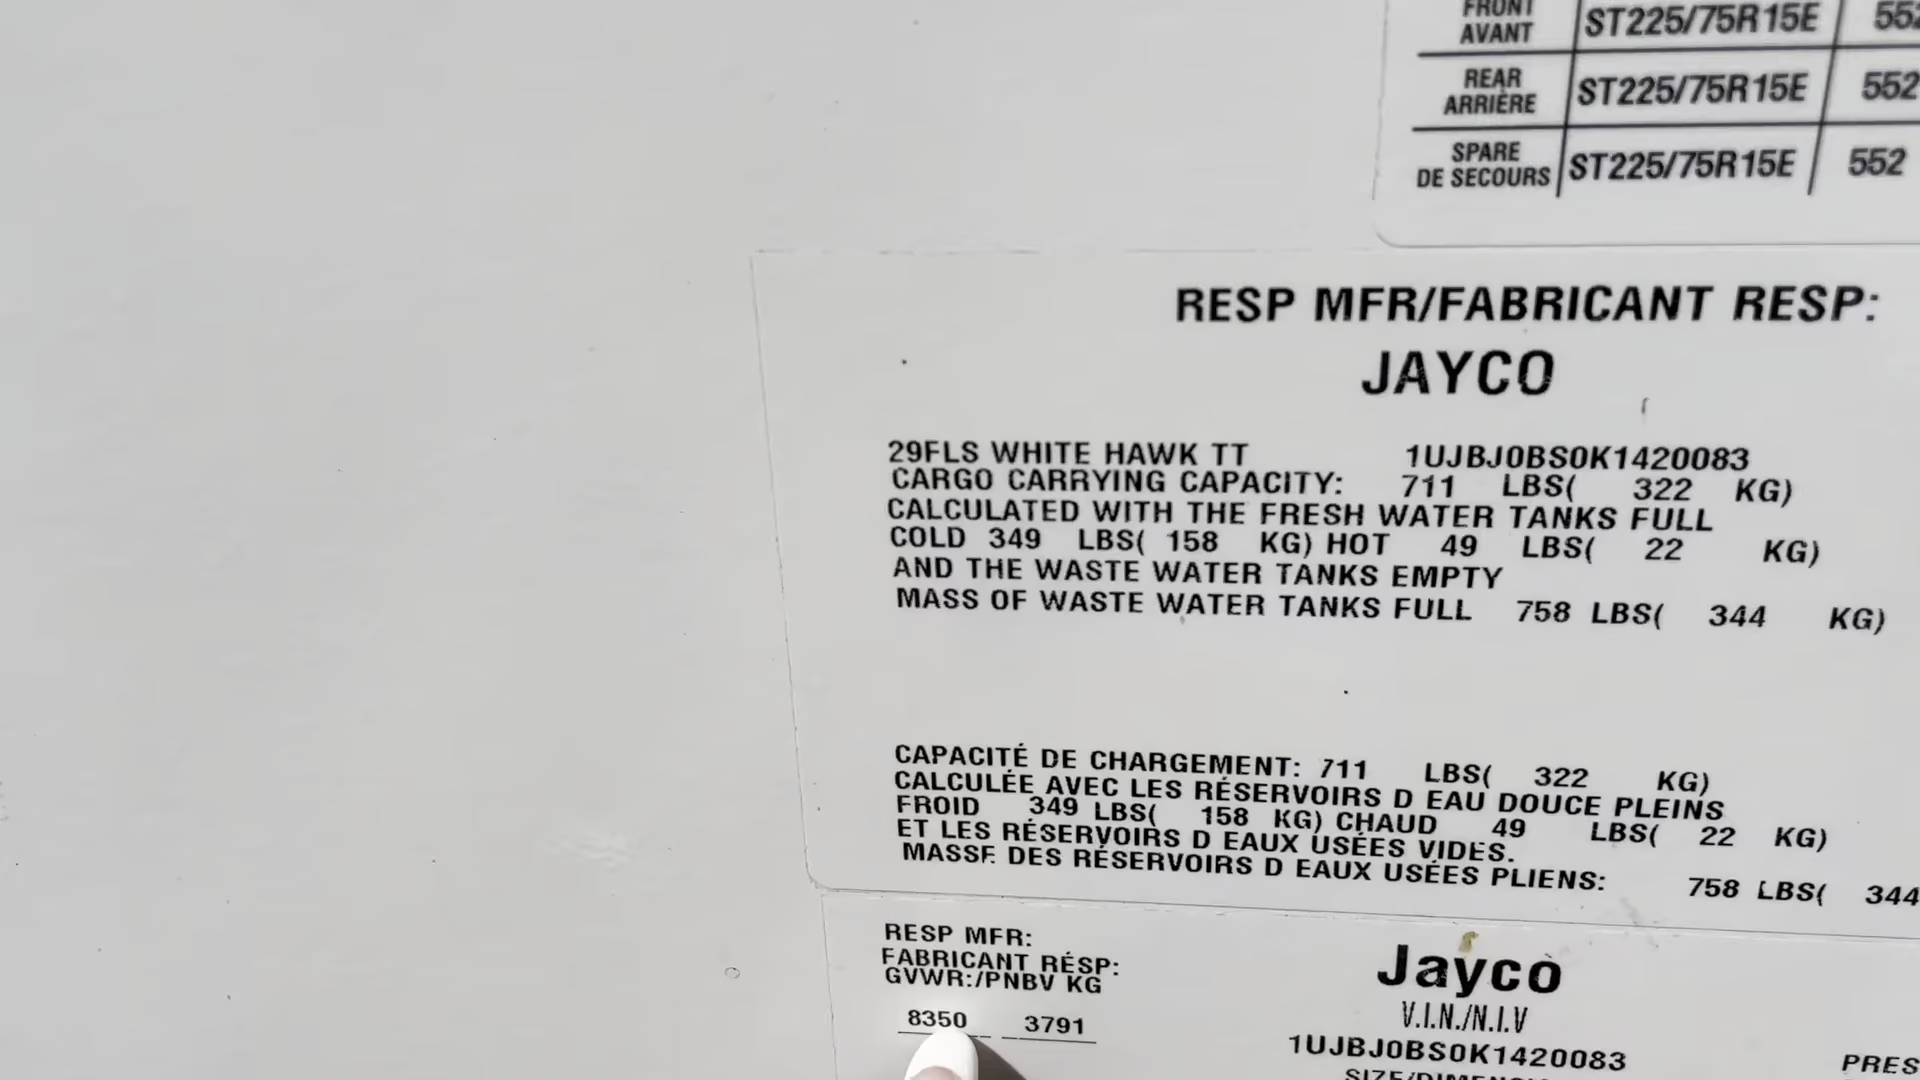 FRONT
AVANT ST225/75R15E
REAR
ARRIÈRE ST225/75R15E 552
SPARE
DE SECOURS ST225/75R15E 552
RESP MFR/FABRICANT RESP:
JAYCO
29FLS WHITE HAWK TT 1UJBJ0BS0K1420083
CARGO CARRYING CAPACITY: 711 LBS( 322 KG)
CALCULATED WITH THE FRESH WATER TANKS FULL
COLD 349 LBS( 158 KG) HOT 49 LBS( 22 KG)
AND THE WASTE WATER TANKS EMPTY
MASS OF WASTE WATER TANKS FULL 758 LBS( 344 KG)
CAPACITÉ DE CHARGEMENT: 711 LBS( 322 KG)
CALCULÉE AVEC LES RÉSERVOIRS D EAU DOUCE PLEINS
FROID 349 LBS( 158 KG) CHAUD 49 LBS( 22 KG)
ET LES RÉSERVOIRS D EAUX USÉES VIDES.
MASSE DES RÉSERVOIRS D EAUX USÉES PLIENS: 758 LBS( 344
RESP MFR:
FABRICANT RÉSP:
GVWR:/PNBV KG
8350 3791
Jayco
V.I.N./N.I.V
1UJBJ0BS0K1420083